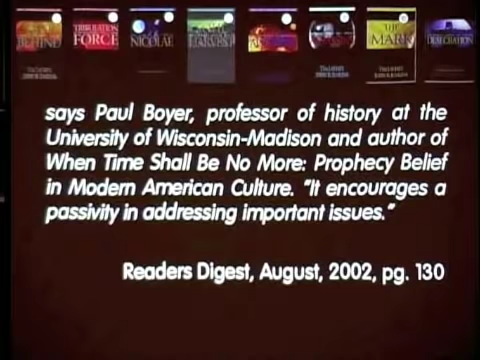 BEHIND
TRIBULATION
FORCE
NICOLAE
THE
MARK
DESECRATION
says Paul Boyer, professor of history at the
University of Wisconsin-Madison and author of
When Time Shall Be No More: Prophecy Belief
in Modern American Culture. "It encourages a
passivity in addressing important issues."
Readers Digest, August, 2002, pg. 130